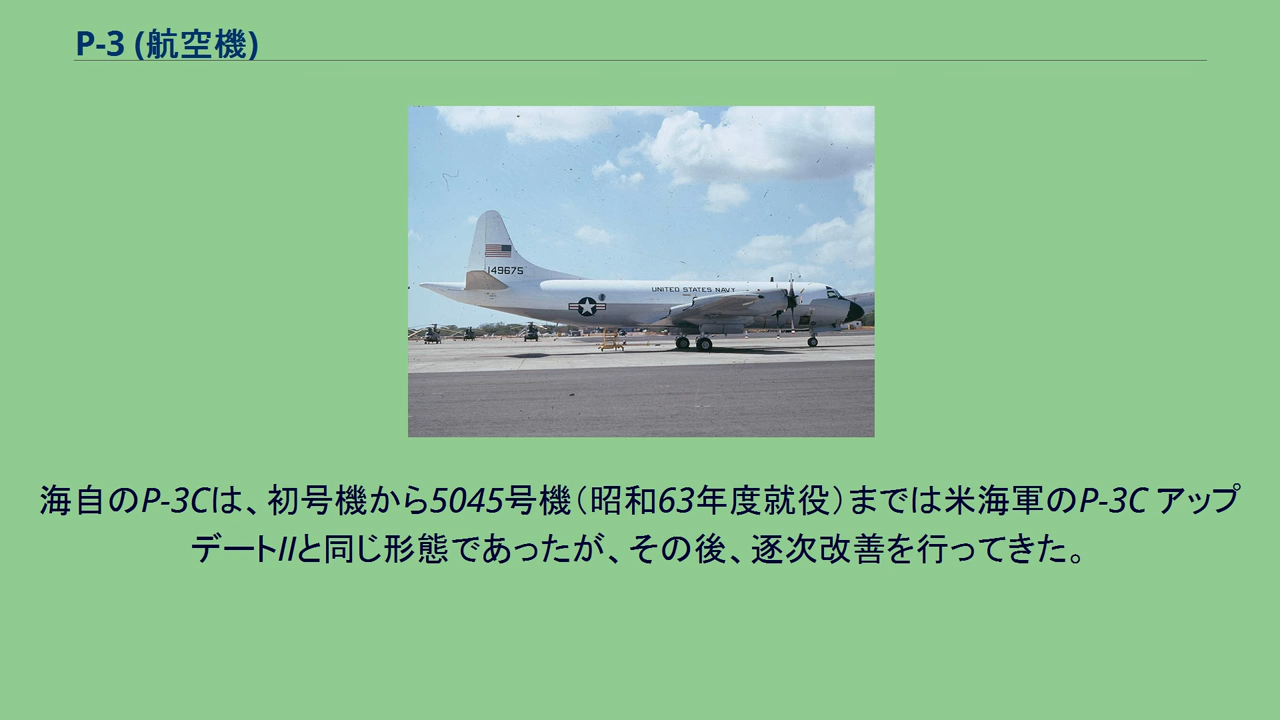 P-3 (航空機)
149675
UNITED STATES NAVY
海自のP-3Cは、初号機から5045号機（昭和63年度就役）までは米海軍のP-3C アップ
デートIIと同じ形態であったが、その後、逐次改善を行ってきた。